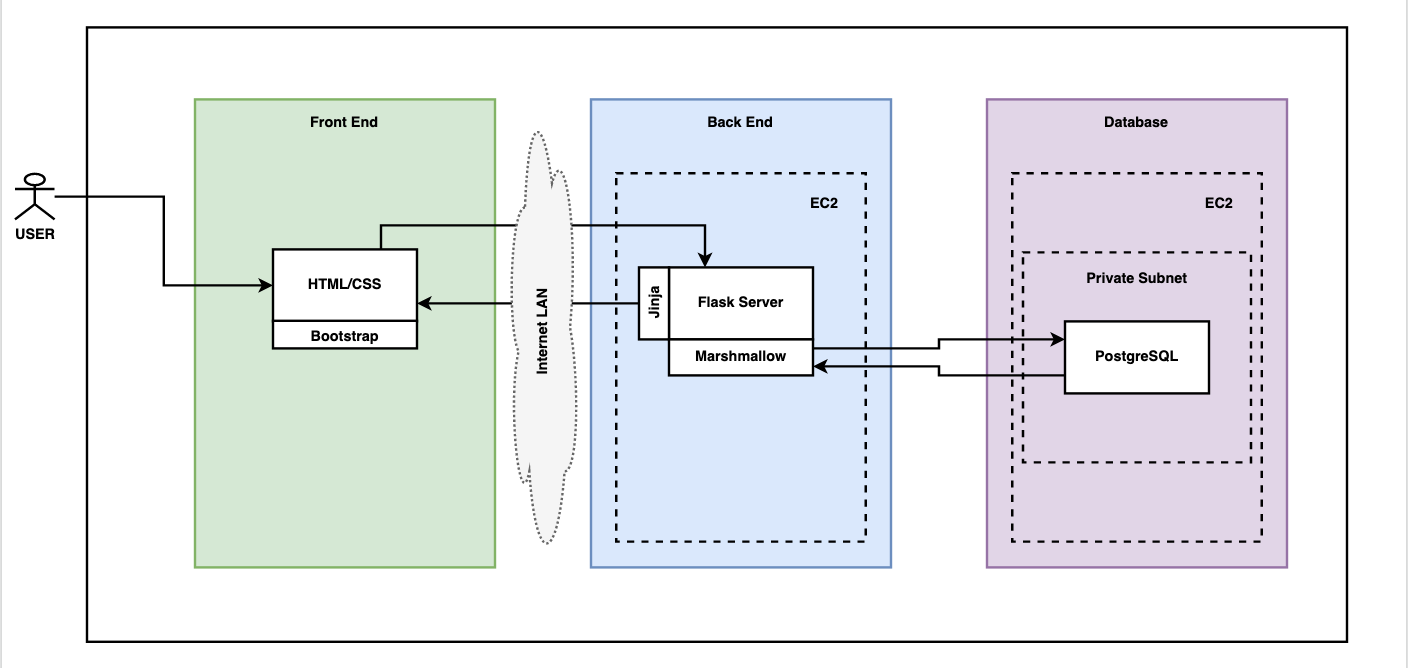 Front End
Back End
Database
USER
EC2
EC2
HTML/CSS
Bootstrap
Internet LAN
Jinja
Flask Server
Marshmallow
Private Subnet
PostgreSQL